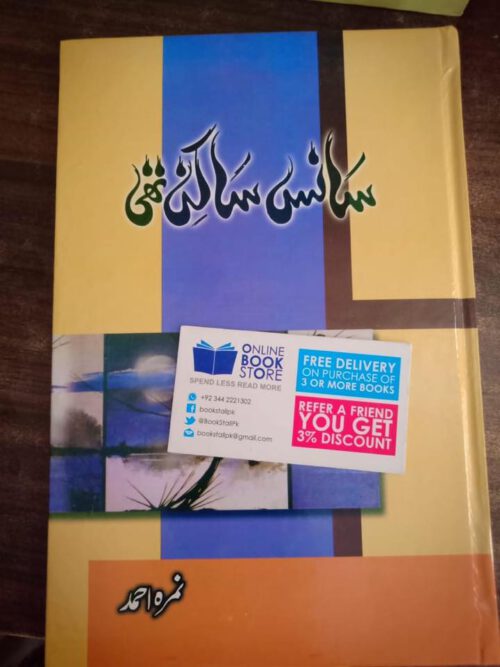 سانس ساکن تھی
ONLINE
BOOK
STORE
SPEND LESS READ MORE
+92 344 2221302
bookstallpk
@BookStallPk
bookstallpk@gmail.com
FREE DELIVERY
ON PURCHASE OF
3 OR MORE BOOKS
REFER A FRIEND
YOU GET
3% DISCOUNT
نمرہ احمد